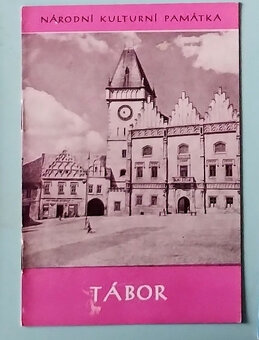 NÁRODNÍ KULTURNÍ PAMÁTKA
TÁBOR